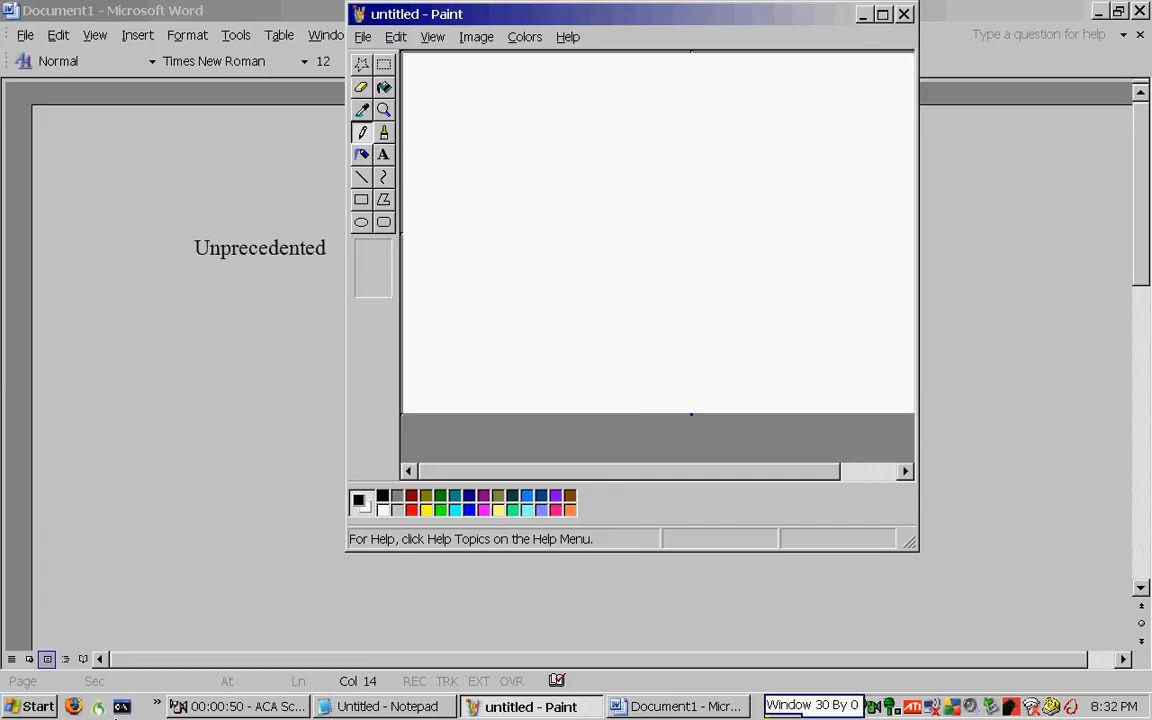 Document1 - Microsoft Word
File Edit View Insert Format Tools Table Windo
Type a question for help
Normal Times New Roman 12
untitled - Paint
File Edit View Image Colors Help
A
Unprecedented
For Help, click Help Topics on the Help Menu.
Page Sec At Ln Col 14 REC TRK EXT OVR
Start 00:00:50 - ACA Sc... Untitled - Notepad untitled - Paint Document1 - Micr... Window 30 By 0 ATI 8:32 PM